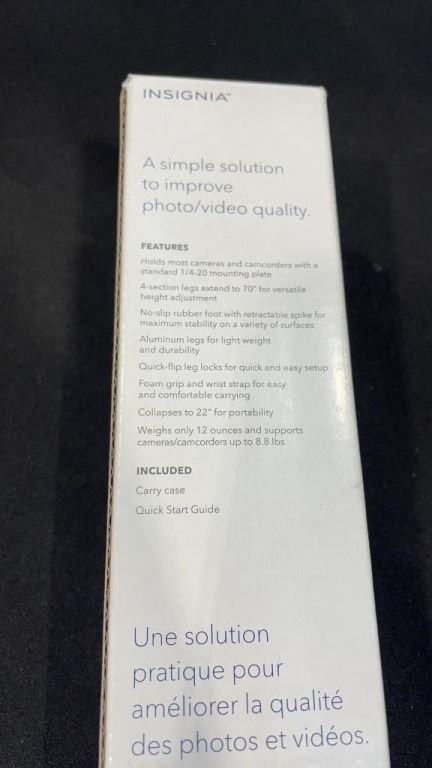 INSIGNIA™
A simple solution
to improve
photo/video quality.
FEATURES
Holds most cameras and camcorders with a
standard 1/4-20 mounting plate
4-section legs extend to 70" for versatile
height adjustment
No-slip rubber foot with retractable spike for
maximum stability on a variety of surfaces
Aluminum legs for light weight
and durability
Quick-flip leg locks for quick and easy setup
Foam grip and wrist strap for easy
and comfortable carrying
Collapses to 22" for portability
Weighs only 12 ounces and supports
cameras/camcorders up to 8.8 lbs
INCLUDED
Carry case
Quick Start Guide
Une solution
pratique pour
améliorer la qualité
des photos et vidéos.